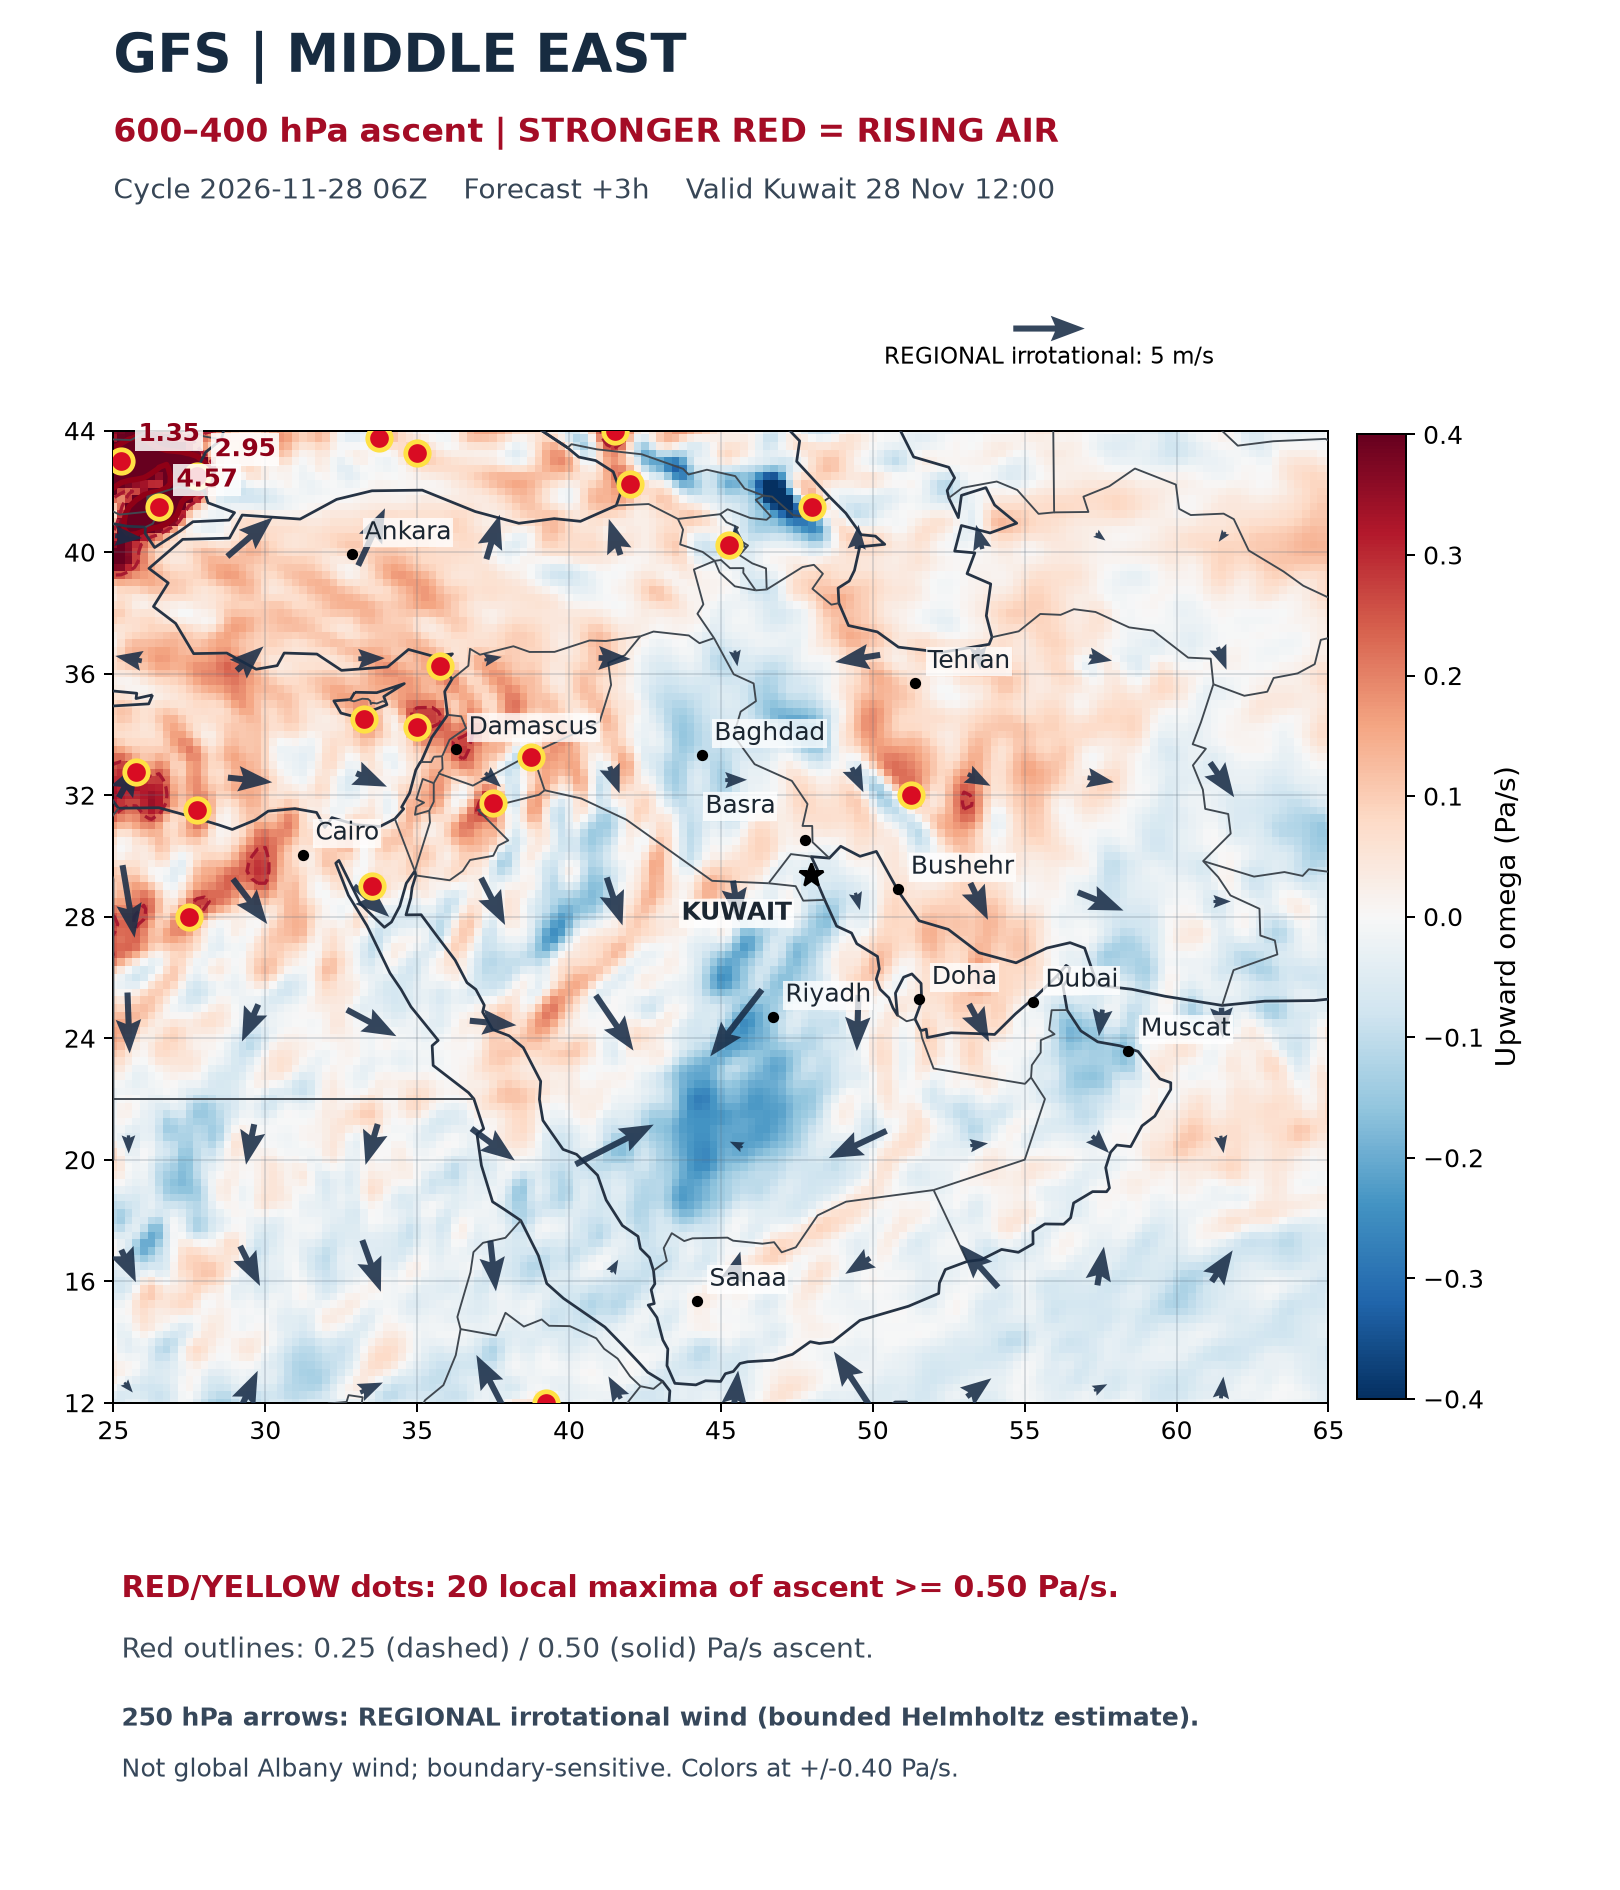 GFS | MIDDLE EAST
600–400 hPa ascent | STRONGER RED = RISING AIR
Cycle 2026-11-28 06Z    Forecast +3h    Valid Kuwait 28 Nov 12:00
REGIONAL irrotational: 5 m/s
1.35
2.95
4.57
Ankara
Tehran
Damascus
Baghdad
Basra
Cairo
Bushehr
KUWAIT
Doha
Dubai
Riyadh
Muscat
Sanaa
44
40
36
32
28
24
20
16
12
25 30 35 40 45 50 55 60 65
0.4
0.3
0.2
0.1
0.0
−0.1
−0.2
−0.3
−0.4
Upward omega (Pa/s)
RED/YELLOW dots: 20 local maxima of ascent >= 0.50 Pa/s.
Red outlines: 0.25 (dashed) / 0.50 (solid) Pa/s ascent.
250 hPa arrows: REGIONAL irrotational wind (bounded Helmholtz estimate).
Not global Albany wind; boundary-sensitive. Colors at +/-0.40 Pa/s.